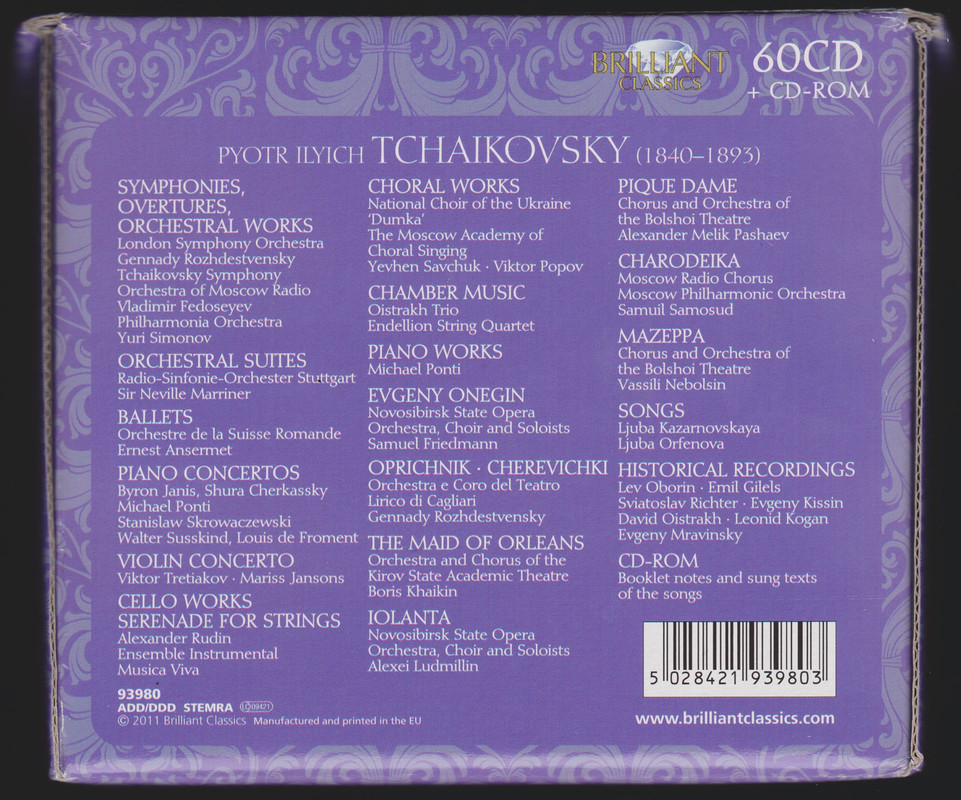 BRILLIANT
CLASSICS
60CD
+ CD-ROM
PYOTR ILYICH TCHAIKOVSKY (1840–1893)
SYMPHONIES,
OVERTURES,
ORCHESTRAL WORKS
London Symphony Orchestra
Gennady Rozhdestvensky
Tchaikovsky Symphony
Orchestra of Moscow Radio
Vladimir Fedoseyev
Philharmonia Orchestra
Yuri Simonov
ORCHESTRAL SUITES
Radio-Sinfonie-Orchester Stuttgart
Sir Neville Marriner
BALLETS
Orchestre de la Suisse Romande
Ernest Ansermet
PIANO CONCERTOS
Byron Janis, Shura Cherkassky
Michael Ponti
Stanislaw Skrowaczewski
Walter Susskind, Louis de Froment
VIOLIN CONCERTO
Viktor Tretiakov · Mariss Jansons
CELLO WORKS
SERENADE FOR STRINGS
Alexander Rudin
Ensemble Instrumental
Musica Viva
93980
ADD/DDD STEMRA LC 09421
© 2011 Brilliant Classics Manufactured and printed in the EU
CHORAL WORKS
National Choir of the Ukraine
‘Dumka’
The Moscow Academy of
Choral Singing
Yevhen Savchuk · Viktor Popov
CHAMBER MUSIC
Oistrakh Trio
Endellion String Quartet
PIANO WORKS
Michael Ponti
EVGENY ONEGIN
Novosibirsk State Opera
Orchestra, Choir and Soloists
Samuel Friedmann
OPRICHNIK · CHEREVICHKI
Orchestra e Coro del Teatro
Lirico di Cagliari
Gennady Rozhdestvensky
THE MAID OF ORLEANS
Orchestra and Chorus of the
Kirov State Academic Theatre
Boris Khaikin
IOLANTA
Novosibirsk State Opera
Orchestra, Choir and Soloists
Alexei Ludmillin
PIQUE DAME
Chorus and Orchestra of
the Bolshoi Theatre
Alexander Melik Pashaev
CHARODEIKA
Moscow Radio Chorus
Moscow Philharmonic Orchestra
Samuil Samosud
MAZEPPA
Chorus and Orchestra of
the Bolshoi Theatre
Vassili Nebolsin
SONGS
Ljuba Kazarnovskaya
Ljuba Orfenova
HISTORICAL RECORDINGS
Lev Oborin · Emil Gilels
Sviatoslav Richter · Evgeny Kissin
David Oistrakh · Leonid Kogan
Evgeny Mravinsky
CD-ROM
Booklet notes and sung texts
of the songs
5 028421 939803
www.brilliantclassics.com